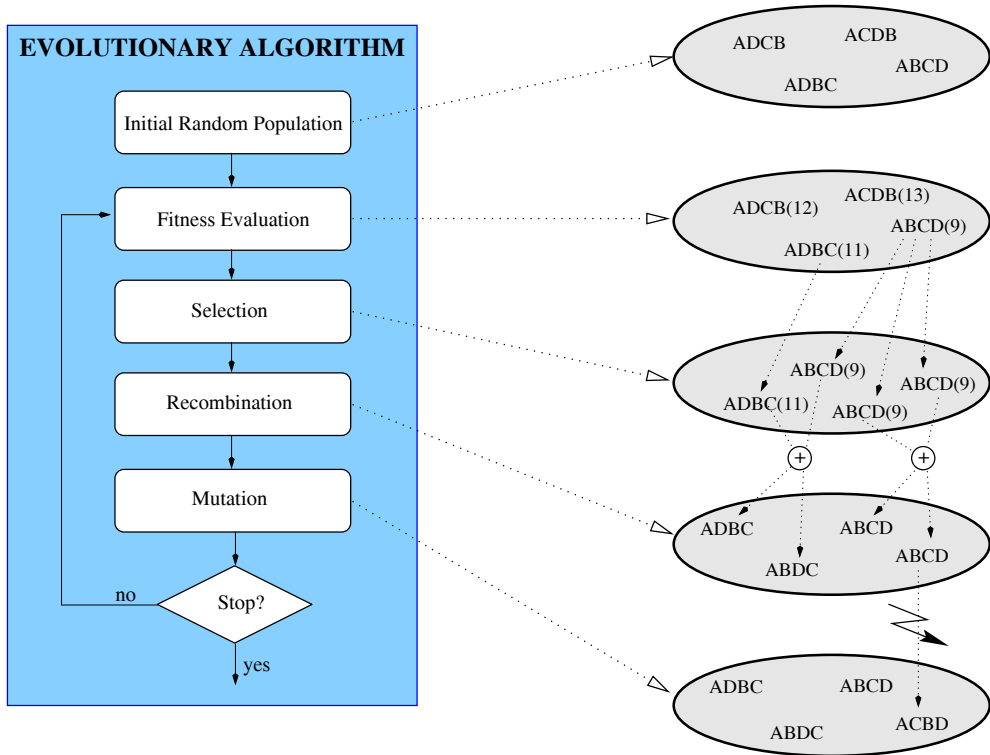 EVOLUTIONARY ALGORITHM
Initial Random Population
Fitness Evaluation
Selection
Recombination
Mutation
Stop?
no
yes
ADCB
ACDB
ABCD
ADBC
ADCB(12)
ACDB(13)
ABCD(9)
ADBC(11)
ABCD(9)
ABCD(9)
ADBC(11)
ABCD(9)
+
+
ADBC
ABCD
ABDC
ABCD
ADBC
ABCD
ABDC
ACBD